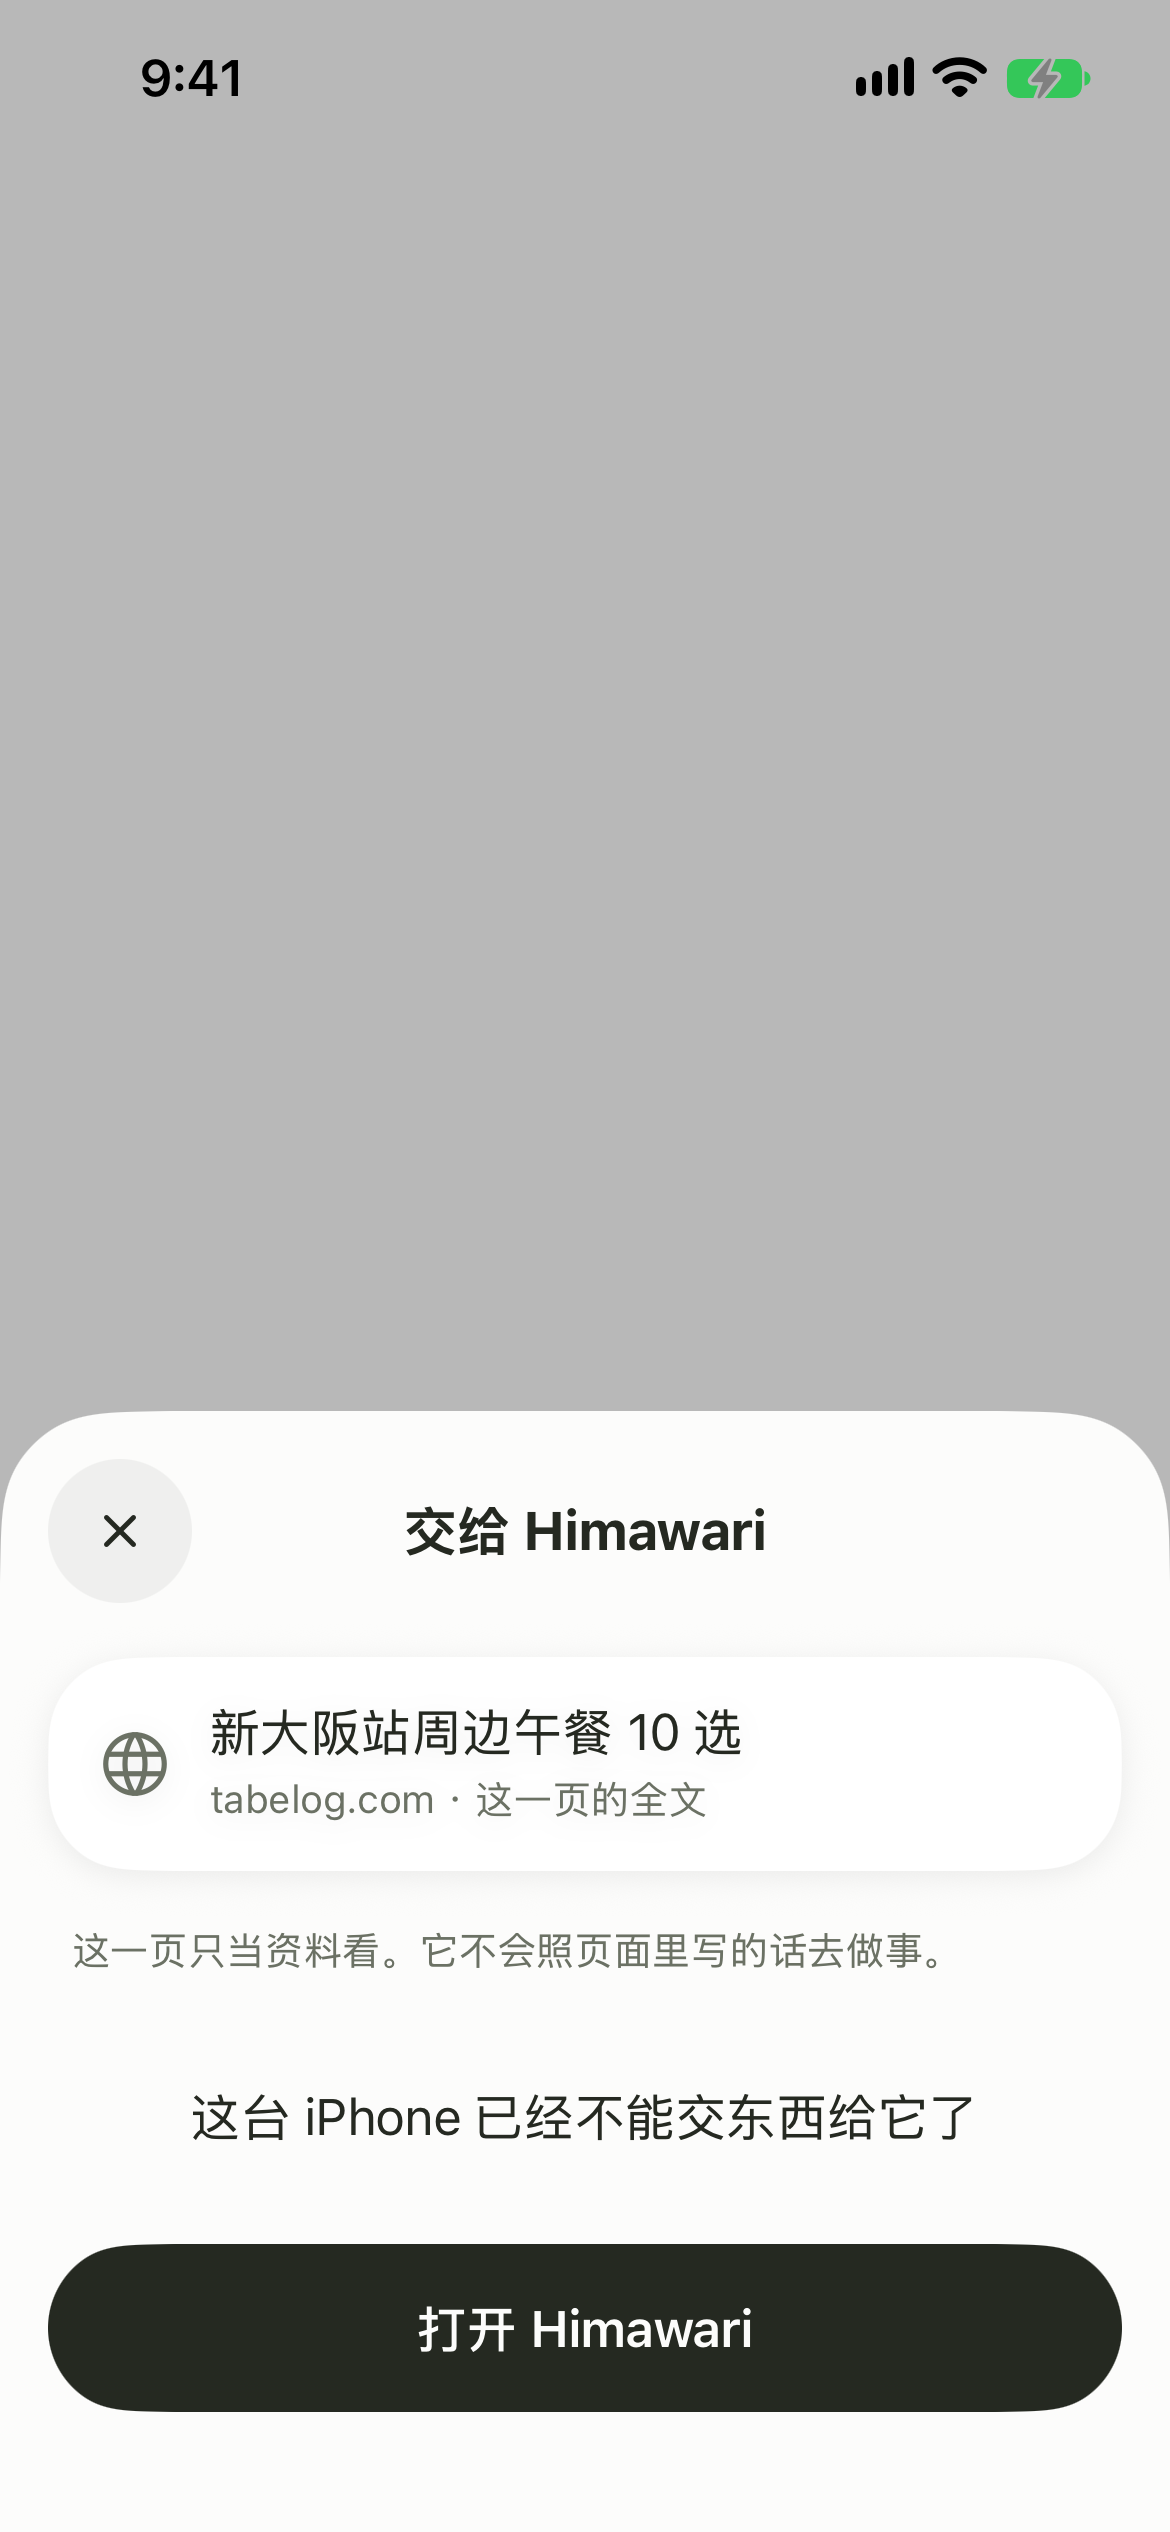 9:41
交给 Himawari
新大阪站周边午餐 10 选
tabelog.com · 这一页的全文
这一页只当资料看。它不会照页面里写的话去做事。
这台 iPhone 已经不能交东西给它了
打开 Himawari